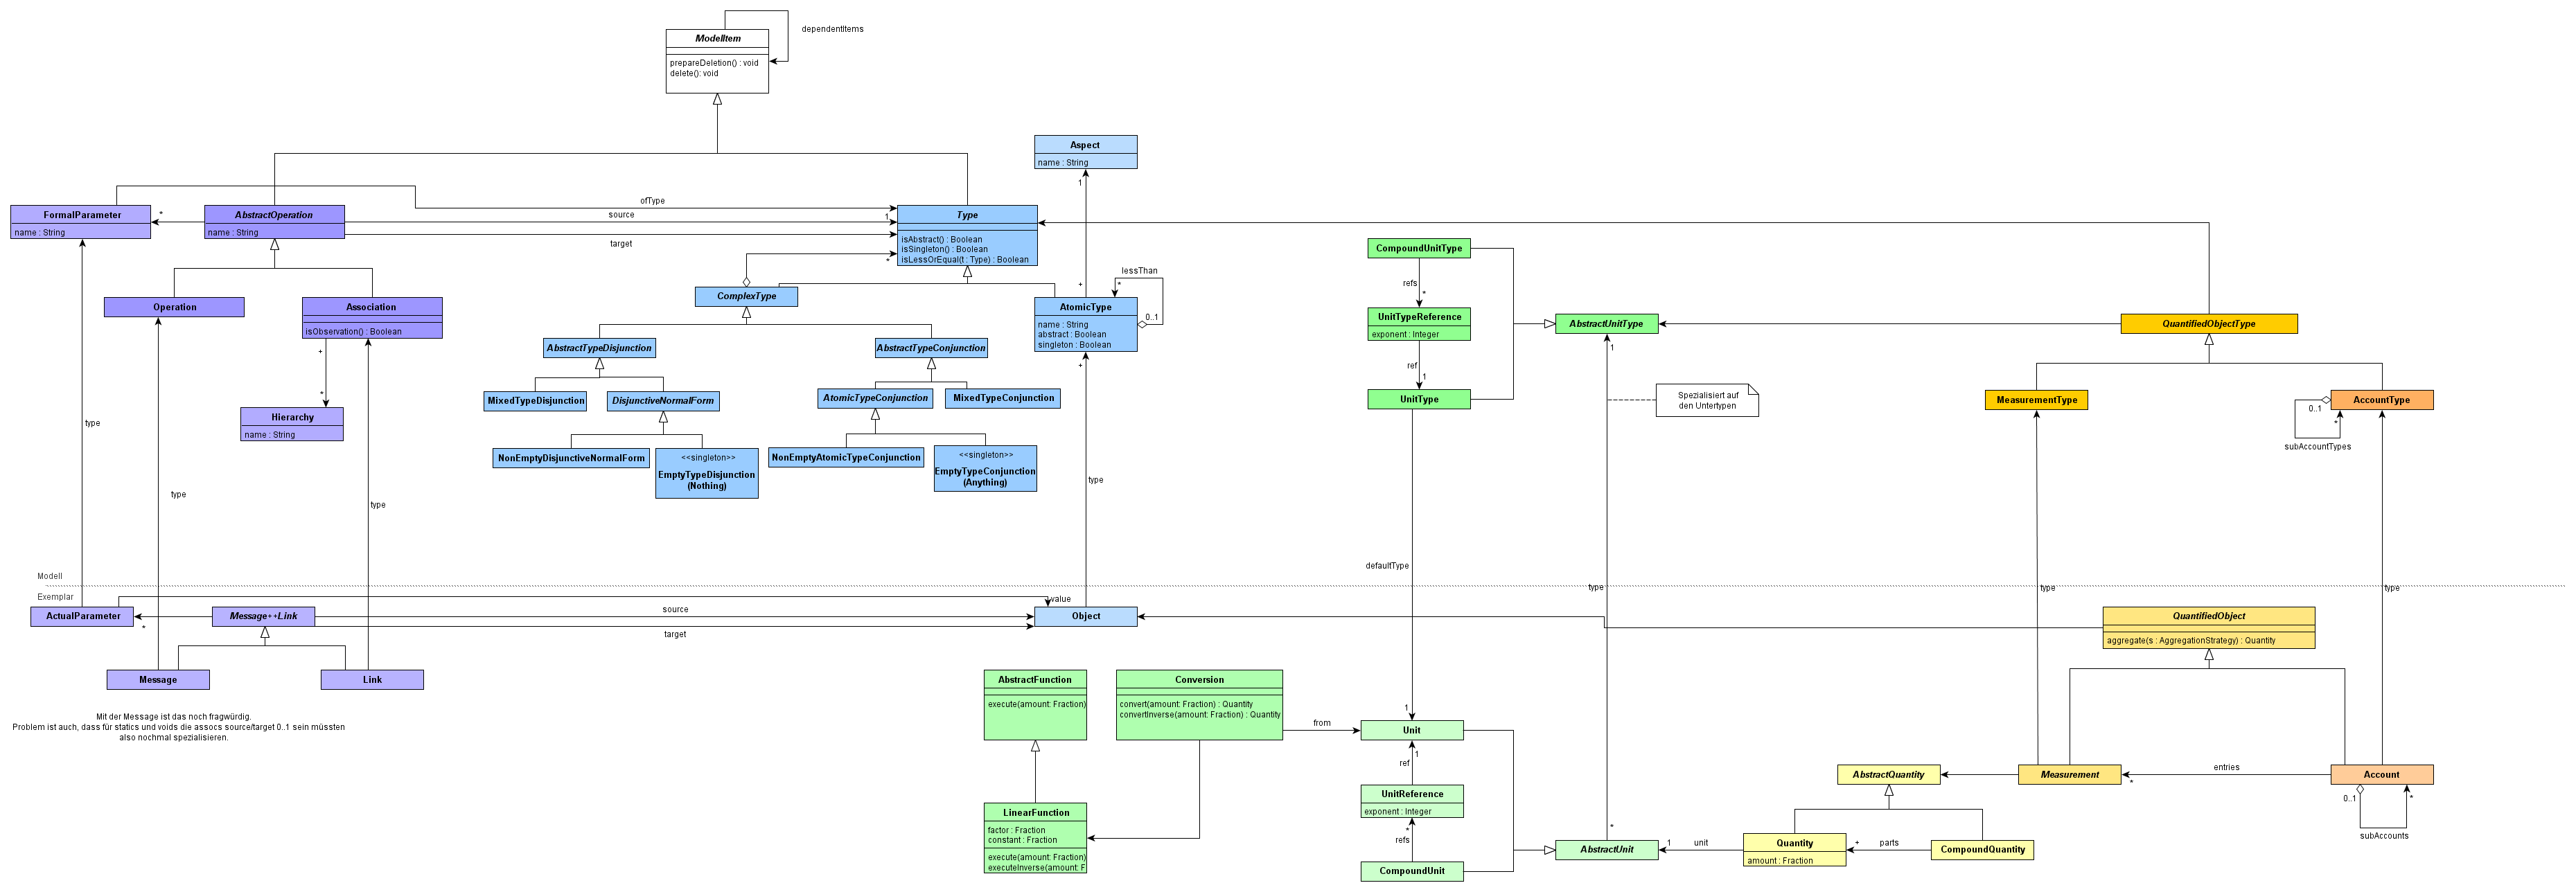 ModelItem
prepareDeletion() : void
delete(): void
dependentItems
Aspect
name : String
1
+
FormalParameter
name : String
*
AbstractOperation
name : String
ofType
source
1
target
Type
isAbstract() : Boolean
isSingleton() : Boolean
isLessOrEqual(t : Type) : Boolean
*
Operation
Association
isObservation() : Boolean
+
*
Hierarchy
name : String
ComplexType
AtomicType
name : String
abstract : Boolean
singleton : Boolean
lessThan
*
0..1
+
AbstractTypeDisjunction
AbstractTypeConjunction
MixedTypeDisjunction
DisjunctiveNormalForm
AtomicTypeConjunction
MixedTypeConjunction
NonEmptyDisjunctiveNormalForm
<<singleton>>
EmptyTypeDisjunction
(Nothing)
NonEmptyAtomicTypeConjunction
<<singleton>>
EmptyTypeConjunction
(Anything)
CompoundUnitType
refs
*
UnitTypeReference
exponent : Integer
ref
1
UnitType
AbstractUnitType
1
Spezialisiert auf
den Untertypen
QuantifiedObjectType
MeasurementType
AccountType
0..1
*
subAccountTypes
type
type
type
type
defaultType
type
type
type
Modell
Exemplar
ActualParameter
*
Message++Link
source
target
value
Object
Message
Link
Mit der Message ist das noch fragwürdig.
Problem ist auch, dass für statics und voids die assocs source/target 0..1 sein müssten
also nochmal spezialisieren.
QuantifiedObject
aggregate(s : AggregationStrategy) : Quantity
AbstractFunction
execute(amount: Fraction)
Conversion
convert(amount: Fraction) : Quantity
convertInverse(amount: Fraction) : Quantity
from
1
Unit
1
ref
UnitReference
exponent : Integer
*
refs
CompoundUnit
LinearFunction
factor : Fraction
constant : Fraction
execute(amount: Fraction)
executeInverse(amount: F
*
AbstractUnit
1
unit
AbstractQuantity
Quantity
amount : Fraction
+
parts
CompoundQuantity
Measurement
*
entries
Account
0..1
*
subAccounts